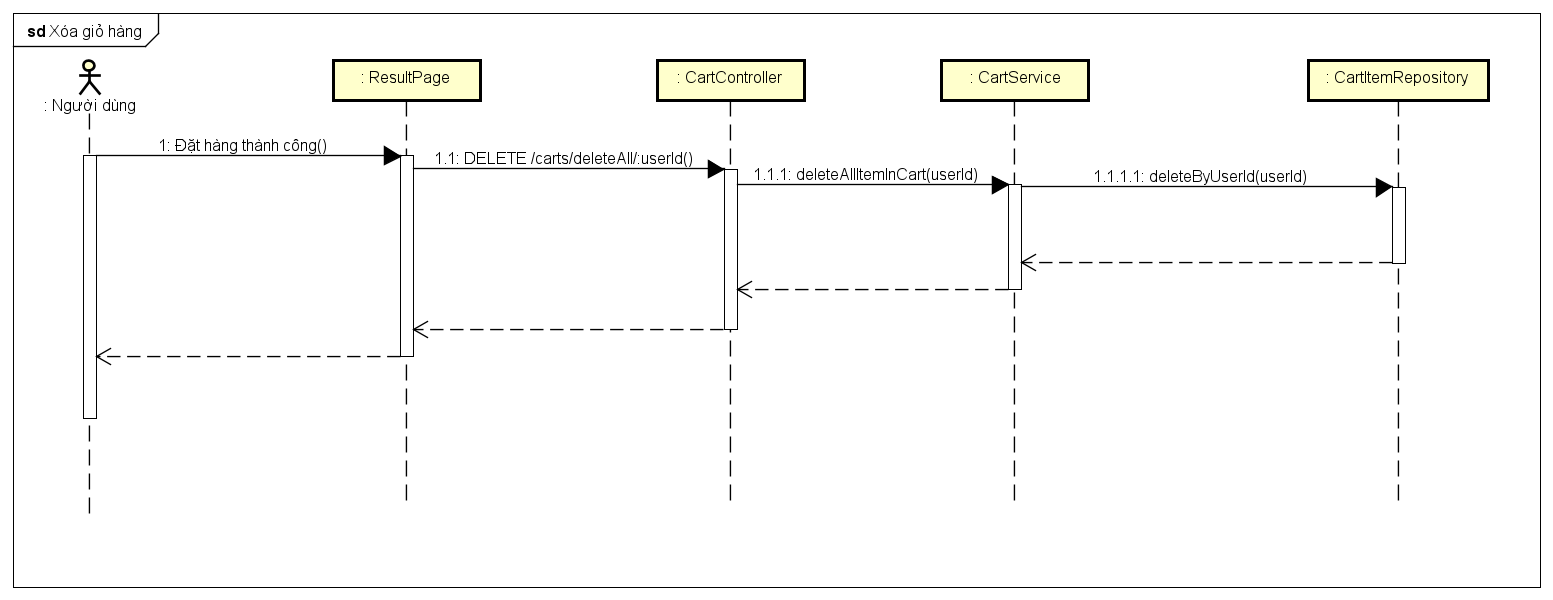 sd Xóa giỏ hàng
: Người dùng
: ResultPage
: CartController
: CartService
: CartItemRepository
1: Đặt hàng thành công()
1.1: DELETE /carts/deleteAll/:userId()
1.1.1: deleteAllItemInCart(userId)
1.1.1.1: deleteByUserId(userId)